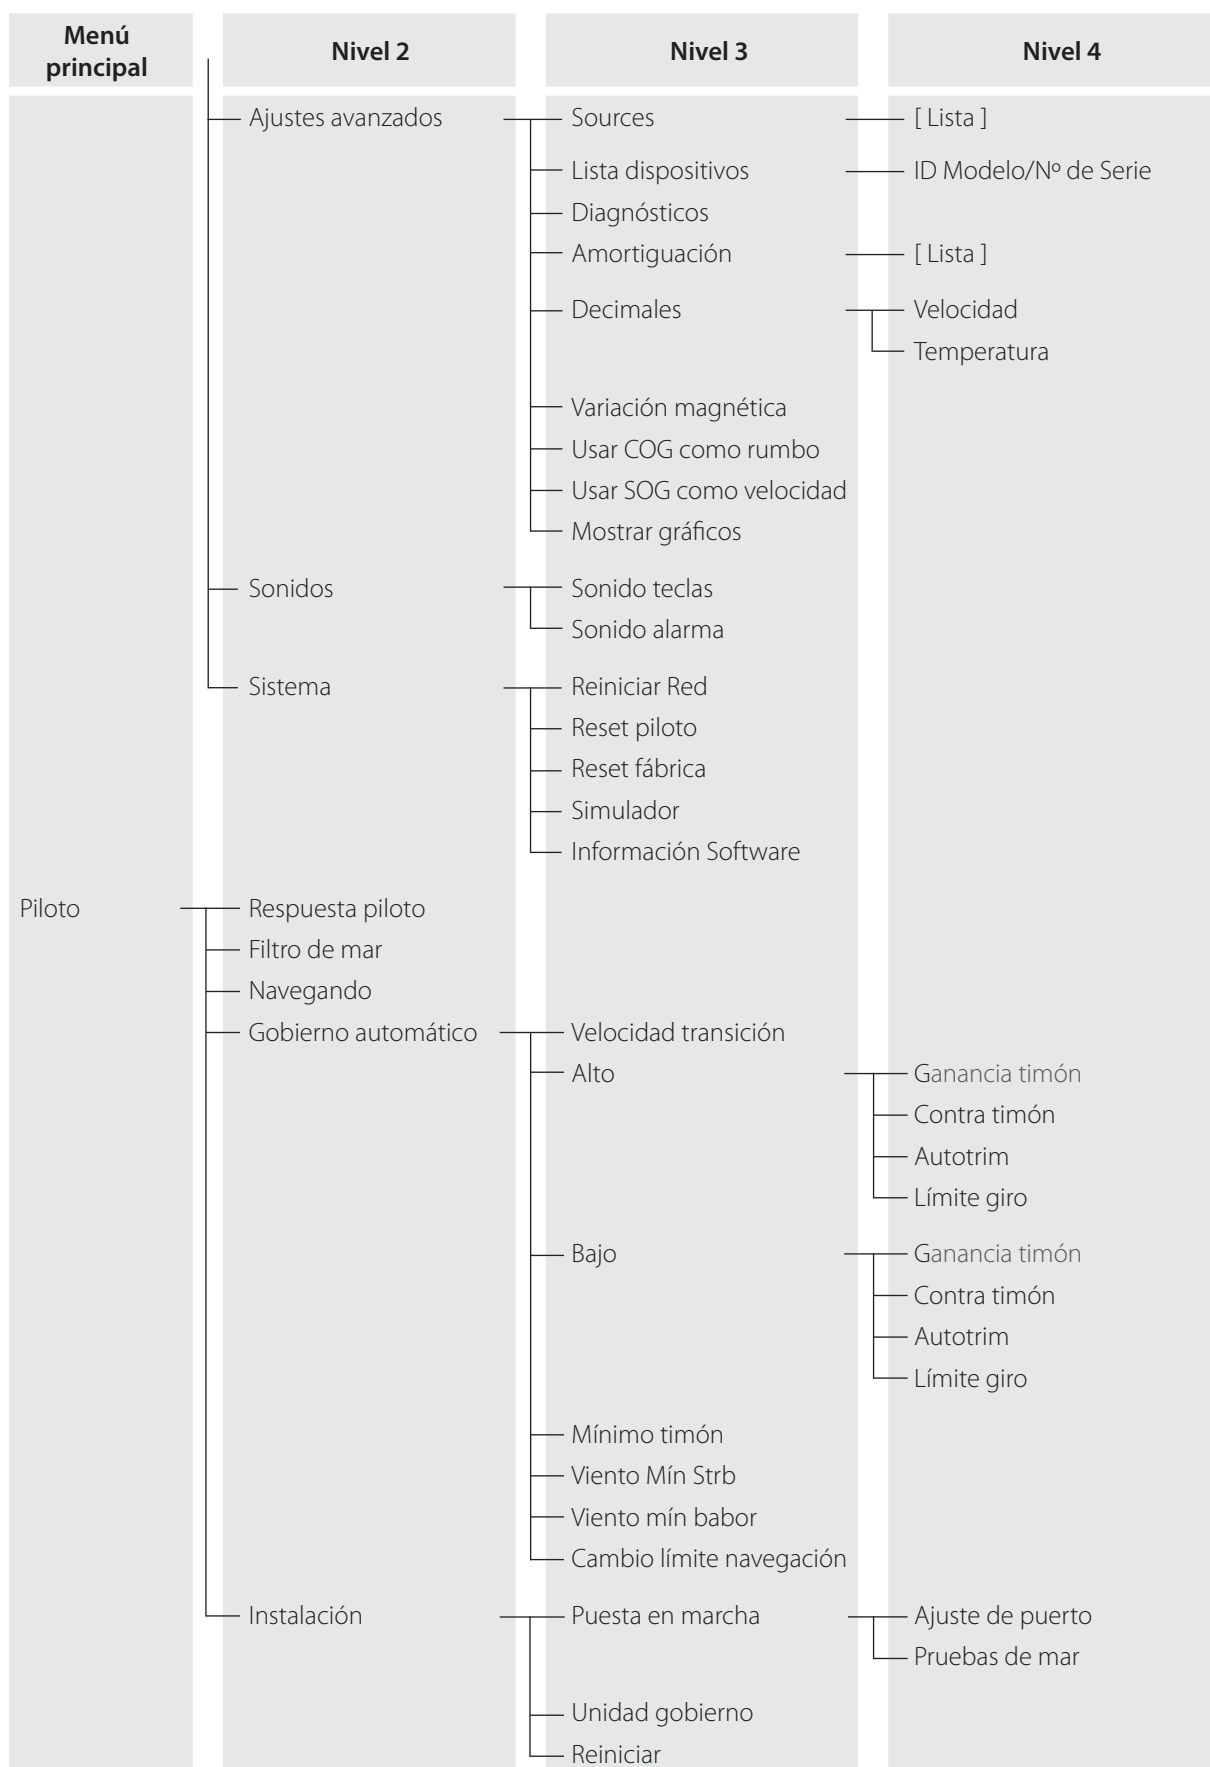 Menú
principal
Nivel 2
Nivel 3
Nivel 4
Ajustes avanzados
Sources
[ Lista ]
Lista dispositivos
ID Modelo/Nº de Serie
Diagnósticos
Amortiguación
[ Lista ]
Decimales
Velocidad
Temperatura
Variación magnética
Usar COG como rumbo
Usar SOG como velocidad
Mostrar gráficos
Sonidos
Sonido teclas
Sonido alarma
Sistema
Reiniciar Red
Reset piloto
Reset fábrica
Simulador
Información Software
Piloto
Respuesta piloto
Filtro de mar
Navegando
Gobierno automático
Velocidad transición
Alto
Ganancia timón
Contra timón
Autotrim
Límite giro
Bajo
Ganancia timón
Contra timón
Autotrim
Límite giro
Mínimo timón
Viento Mín Strb
Viento mín babor
Cambio límite navegación
Instalación
Puesta en marcha
Ajuste de puerto
Pruebas de mar
Unidad gobierno
Reiniciar